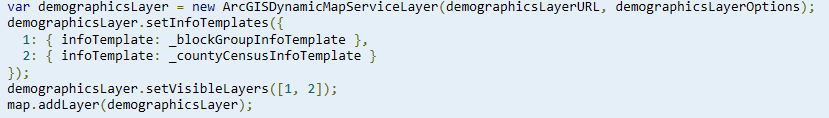 var demographicsLayer = new ArcGISDynamicMapServiceLayer(demographicsLayerURL, demographicsLayerOptions);
demographicsLayer.setInfoTemplates({
  1: { infoTemplate: _blockGroupInfoTemplate },
  2: { infoTemplate: _countyCensusInfoTemplate }
});
demographicsLayer.setVisibleLayers([1, 2]);
map.addLayer(demographicsLayer);